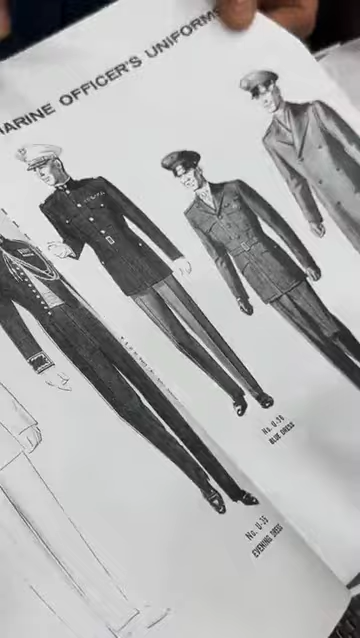 MARINE OFFICER'S UNIFORMS
No. U-16
BLUE DRESS
No. U-35
EVENING DRESS